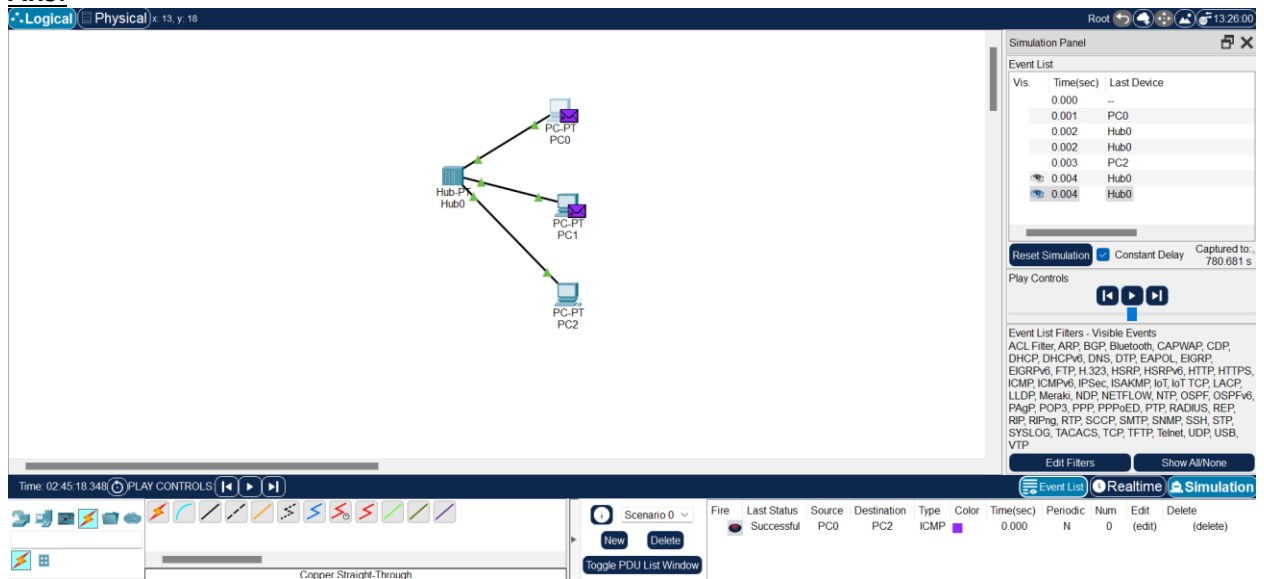 Logical Physical x: 13, y: 18 Root 13:26:00
PC-PT
PC0
Hub-PT
Hub0
PC-PT
PC1
PC-PT
PC2
Simulation Panel
Event List
Vis. Time(sec) Last Device
0.000 --
0.001 PC0
0.002 Hub0
0.002 Hub0
0.003 PC2
0.004 Hub0
0.004 Hub0
Reset Simulation Constant Delay Captured to:
780.681 s
Play Controls
Event List Filters - Visible Events
ACL Filter, ARP, BGP, Bluetooth, CAPWAP, CDP,
DHCP, DHCPv6, DNS, DTP, EAPOL, EIGRP,
EIGRPv6, FTP, H.323, HSRP, HSRPv6, HTTP, HTTPS,
ICMP, ICMPv6, IPSec, ISAKMP, IoT, IoT TCP, LACP,
LLDP, Meraki, NDP, NETFLOW, NTP, OSPF, OSPFv6,
PAgP, POP3, PPP, PPPoED, PTP, RADIUS, REP,
RIP, RIPng, RTP, SCCP, SMTP, SNMP, SSH, STP,
SYSLOG, TACACS, TCP, TFTP, Telnet, UDP, USB,
VTP
Edit Filters Show All/None
Time: 02:45:18.348 PLAY CONTROLS: Event List Realtime Simulation
Scenario 0
New Delete
Toggle PDU List Window
Fire Last Status Source Destination Type Color Time(sec) Periodic Num Edit Delete
Successful PC0 PC2 ICMP 0.000 N 0 (edit) (delete)
Copper Straight-Through